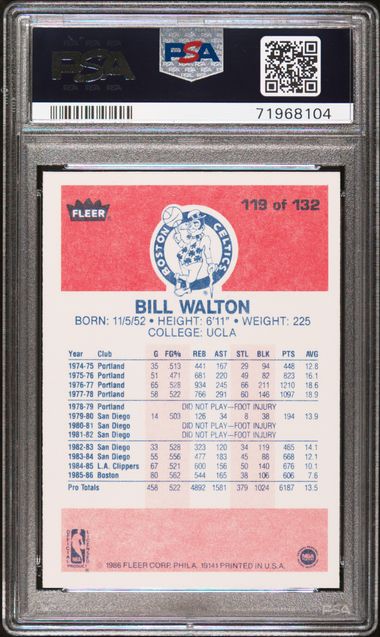 PSA
PSA
71968104
FLEER
119 of 132
BOSTON CELTICS
BILL WALTON
BORN: 11/5/52 • HEIGHT: 6'11" • WEIGHT: 225
COLLEGE: UCLA
Year Club G FG% REB AST STL BLK PTS AVG
1974-75 Portland 35 .513 441 167 29 94 448 12.8
1975-76 Portland 51 .471 681 220 49 82 823 16.1
1976-77 Portland 65 .528 934 245 66 211 1210 18.6
1977-78 Portland 58 .522 766 291 60 146 1097 18.9
1978-79 Portland DID NOT PLAY—FOOT INJURY
1979-80 San Diego 14 .503 126 34 8 38 194 13.9
1980-81 San Diego DID NOT PLAY—FOOT INJURY
1981-82 San Diego DID NOT PLAY—FOOT INJURY
1982-83 San Diego 33 .528 323 120 34 119 465 14.1
1983-84 San Diego 55 .556 477 183 45 88 668 12.1
1984-85 L.A. Clippers 67 .521 600 156 50 140 676 10.1
1985-86 Boston 80 .562 544 165 38 106 606 7.6
Pro Totals 458 .522 4892 1581 379 1024 6187 13.5
NBA
© 1986 FLEER CORP. PHILA. 19141 PRINTED IN U.S.A.
PSA